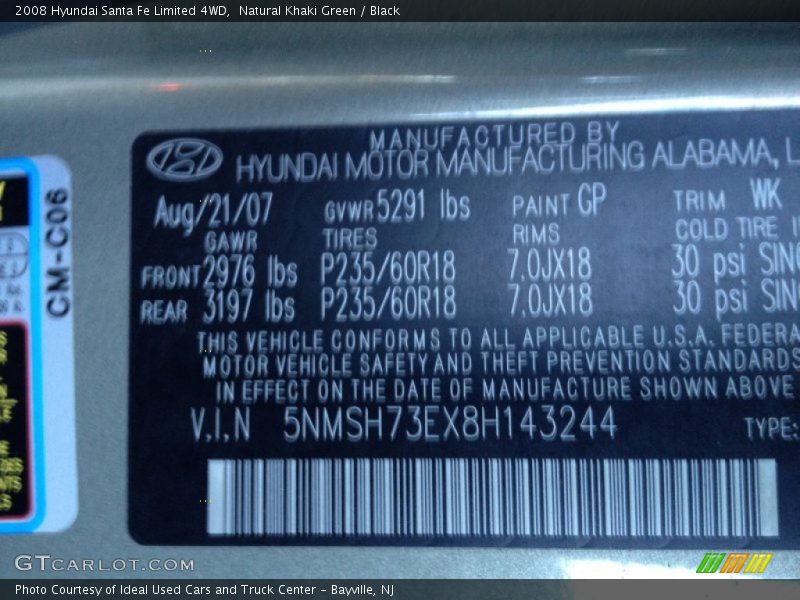 2008 Hyundai Santa Fe Limited 4WD,  Natural Khaki Green / Black
MANUFACTURED BY
HYUNDAI MOTOR MANUFACTURING ALABAMA, L
Aug/21/07 GVWR 5291 lbs PAINT GP TRIM WK
GAWR TIRES RIMS COLD TIRE
FRONT 2976 lbs P235/60R18 7.0JX18 30 psi SING
REAR 3197 lbs P235/60R18 7.0JX18 30 psi SING
THIS VEHICLE CONFORMS TO ALL APPLICABLE U.S.A. FEDERA
MOTOR VEHICLE SAFETY AND THEFT PREVENTION STANDARDS
IN EFFECT ON THE DATE OF MANUFACTURE SHOWN ABOVE
V.I.N 5NMSH73EX8H143244 TYPE:
CM-C06
GTcarlot.com
Photo Courtesy of Ideal Used Cars and Truck Center - Bayville, NJ